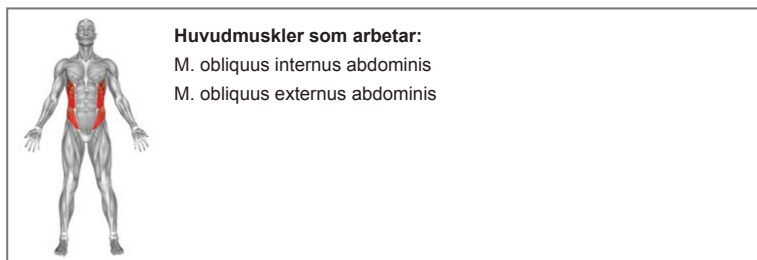 Huvudmuskler som arbetar:
M. obliquus internus abdominis
M. obliquus externus abdominis